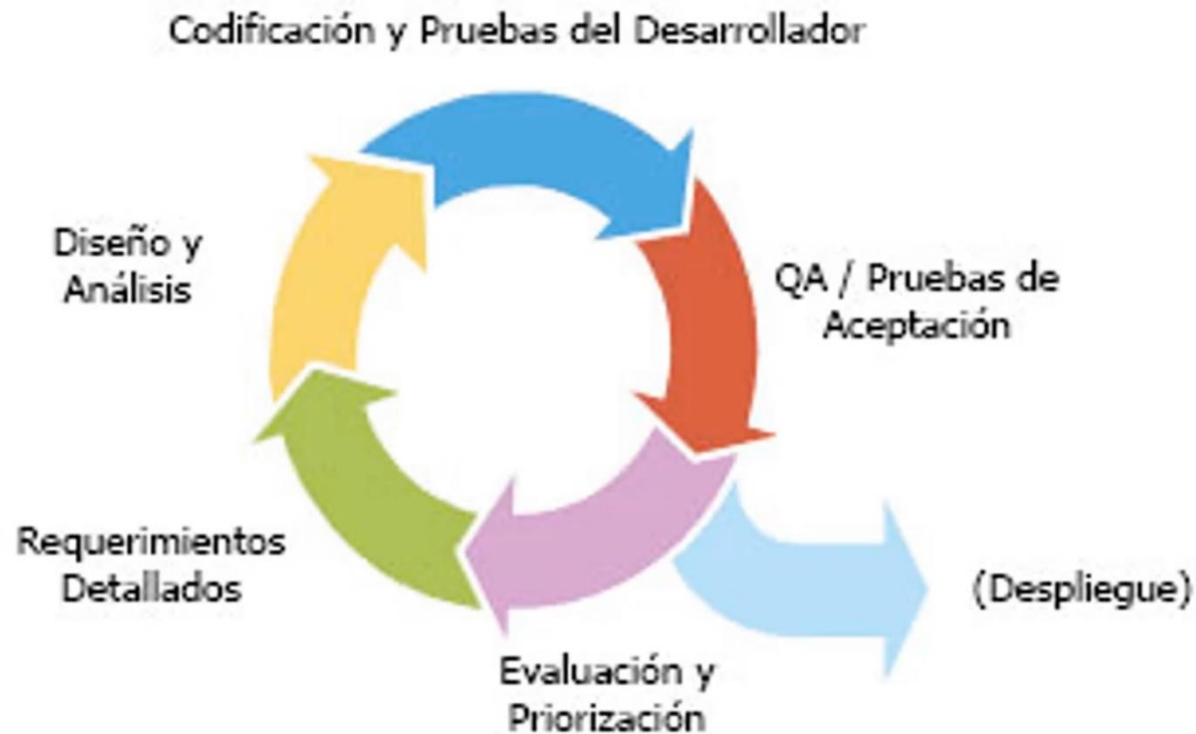 Codificación y Pruebas del Desarrollador
Diseño y
Análisis
QA / Pruebas de
Aceptación
Requerimientos
Detallados
(Despliegue)
Evaluación y
Priorización